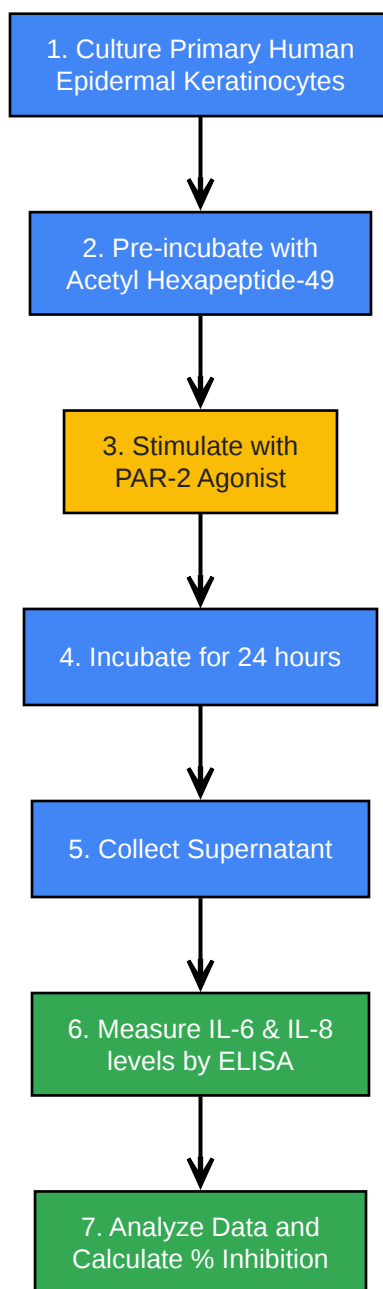 1. Culture Primary Human
Epidermal Keratinocytes
2. Pre-incubate with
Acetyl Hexapeptide-49
3. Stimulate with
PAR-2 Agonist
4. Incubate for 24 hours
5. Collect Supernatant
6. Measure IL-6 & IL-8
levels by ELISA
7. Analyze Data and
Calculate % Inhibition